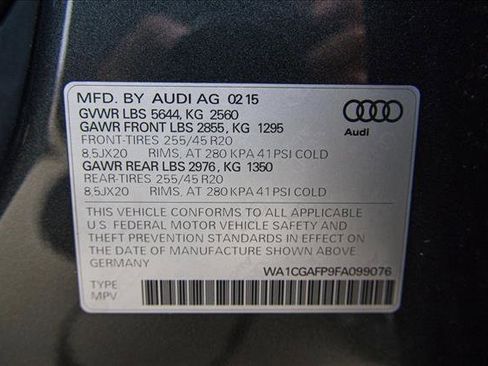 MFD. BY AUDI AG 02 15
GVWR LBS 5644, KG 2560
GAWR FRONT LBS 2855, KG 1295
FRONT-TIRES 255/45 R20
8.5JX20 RIMS, AT 280 KPA 41 PSI COLD
GAWR REAR LBS 2976, KG 1350
REAR-TIRES 255/45 R20
8.5JX20 RIMS, AT 280 KPA 41 PSI COLD
Audi
THIS VEHICLE CONFORMS TO ALL APPLICABLE
U.S. FEDERAL MOTOR VEHICLE SAFETY AND
THEFT PREVENTION STANDARDS IN EFFECT ON
THE DATE OF MANUFACTURE SHOWN ABOVE
GERMANY
WA1CGAFP9FA099076
TYPE
MPV